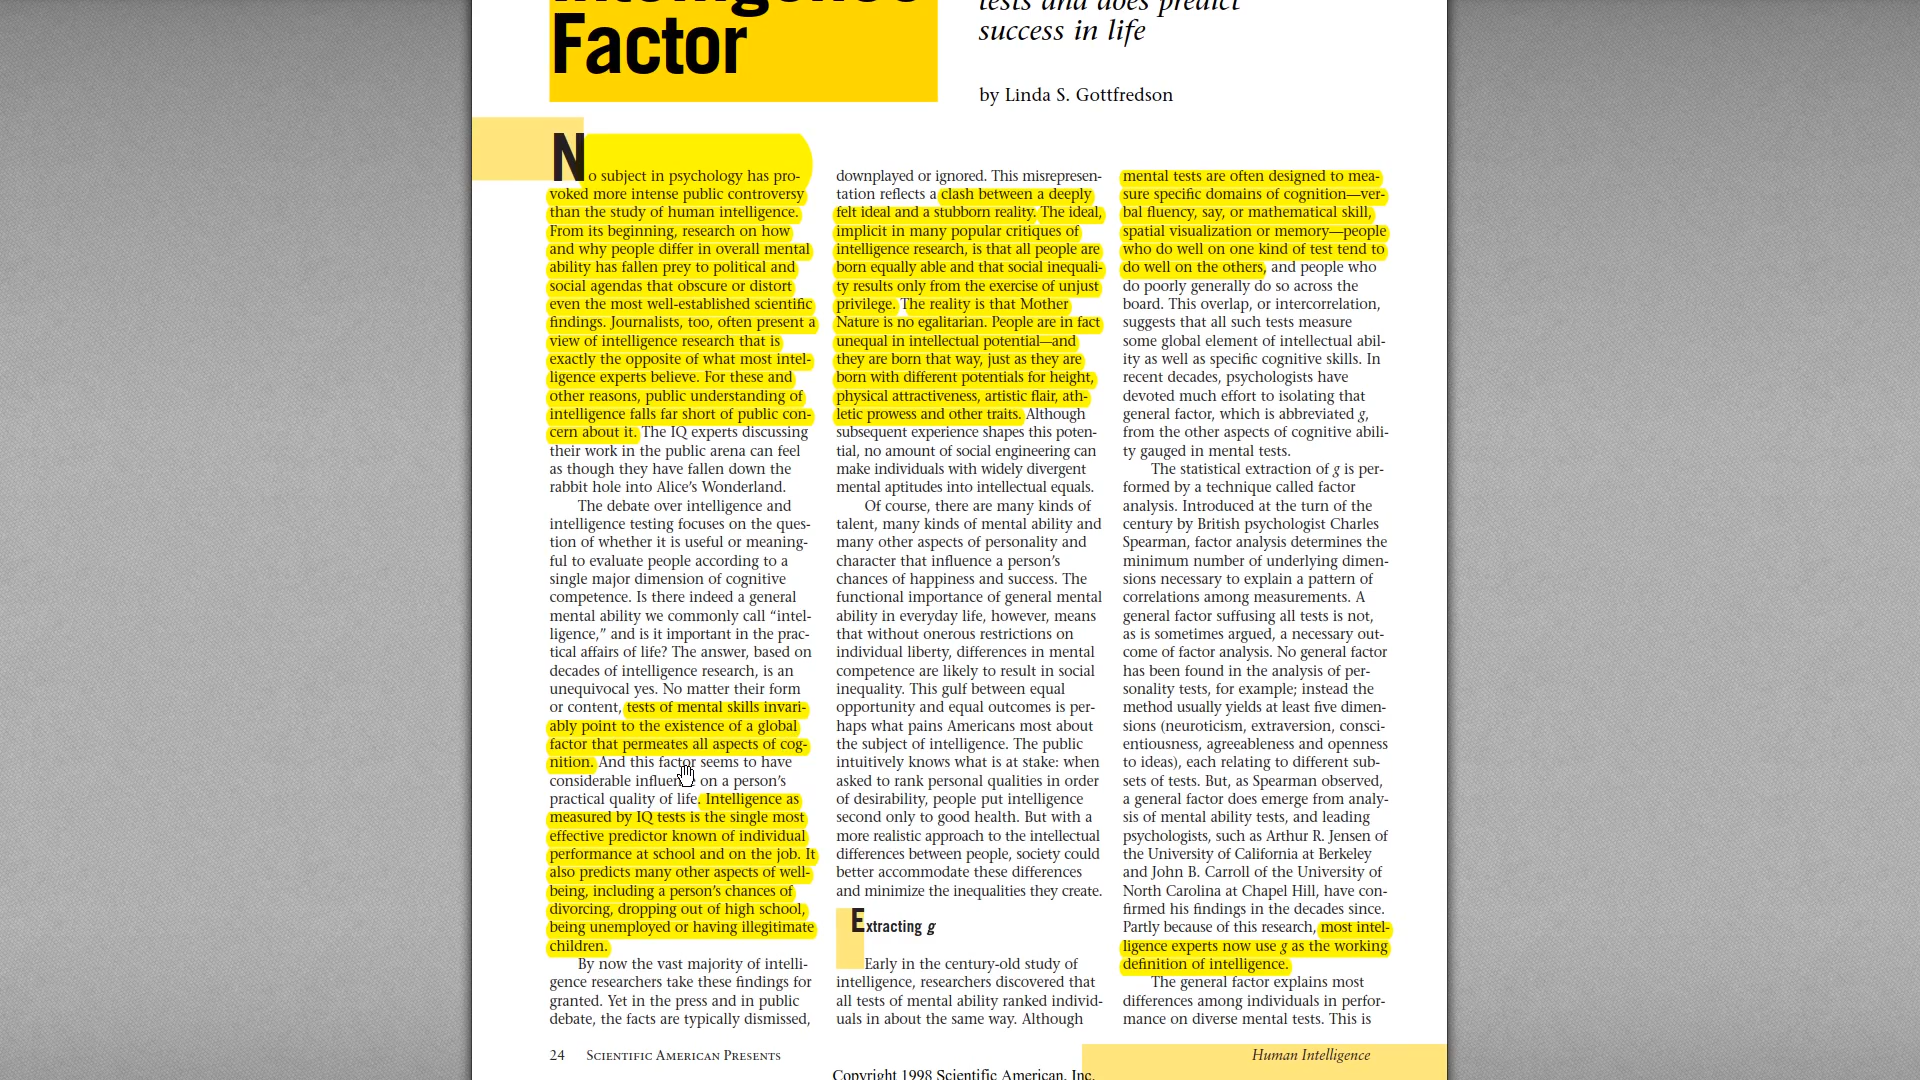 Factor
tests and does predict
success in life
by Linda S. Gottfredson
No subject in psychology has pro-
voked more intense public controversy
than the study of human intelligence.
From its beginning, research on how
and why people differ in overall mental
ability has fallen prey to political and
social agendas that obscure or distort
even the most well-established scientific
findings. Journalists, too, often present a
view of intelligence research that is
exactly the opposite of what most intel-
ligence experts believe. For these and
other reasons, public understanding of
intelligence falls far short of public con-
cern about it. The IQ experts discussing
their work in the public arena can feel
as though they have fallen down the
rabbit hole into Alice’s Wonderland.
The debate over intelligence and
intelligence testing focuses on the ques-
tion of whether it is useful or meaning-
ful to evaluate people according to a
single major dimension of cognitive
competence. Is there indeed a general
mental ability we commonly call “intel-
ligence,” and is it important in the prac-
tical affairs of life? The answer, based on
decades of intelligence research, is an
unequivocal yes. No matter their form
or content, tests of mental skills invari-
ably point to the existence of a global
factor that permeates all aspects of cog-
nition. And this factor seems to have
considerable influence on a person’s
practical quality of life. Intelligence as
measured by IQ tests is the single most
effective predictor known of individual
performance at school and on the job. It
also predicts many other aspects of well-
being, including a person’s chances of
divorcing, dropping out of high school,
being unemployed or having illegitimate
children.
By now the vast majority of intelli-
gence researchers take these findings for
granted. Yet in the press and in public
debate, the facts are typically dismissed,
downplayed or ignored. This misrepresen-
tation reflects a clash between a deeply
felt ideal and a stubborn reality. The ideal,
implicit in many popular critiques of
intelligence research, is that all people are
born equally able and that social inequali-
ty results only from the exercise of unjust
privilege. The reality is that Mother
Nature is no egalitarian. People are in fact
unequal in intellectual potential—and
they are born that way, just as they are
born with different potentials for height,
physical attractiveness, artistic flair, ath-
letic prowess and other traits. Although
subsequent experience shapes this poten-
tial, no amount of social engineering can
make individuals with widely divergent
mental aptitudes into intellectual equals.
Of course, there are many kinds of
talent, many kinds of mental ability and
many other aspects of personality and
character that influence a person’s
chances of happiness and success. The
functional importance of general mental
ability in everyday life, however, means
that without onerous restrictions on
individual liberty, differences in mental
competence are likely to result in social
inequality. This gulf between equal
opportunity and equal outcomes is per-
haps what pains Americans most about
the subject of intelligence. The public
intuitively knows what is at stake: when
asked to rank personal qualities in order
of desirability, people put intelligence
second only to good health. But with a
more realistic approach to the intellectual
differences between people, society could
better accommodate these differences
and minimize the inequalities they create.
Extracting g
Early in the century-old study of
intelligence, researchers discovered that
all tests of mental ability ranked individ-
uals in about the same way. Although
mental tests are often designed to mea-
sure specific domains of cognition—ver-
bal fluency, say, or mathematical skill,
spatial visualization or memory—people
who do well on one kind of test tend to
do well on the others, and people who
do poorly generally do so across the
board. This overlap, or intercorrelation,
suggests that all such tests measure
some global element of intellectual abil-
ity as well as specific cognitive skills. In
recent decades, psychologists have
devoted much effort to isolating that
general factor, which is abbreviated g,
from the other aspects of cognitive abili-
ty gauged in mental tests.
The statistical extraction of g is per-
formed by a technique called factor
analysis. Introduced at the turn of the
century by British psychologist Charles
Spearman, factor analysis determines the
minimum number of underlying dimen-
sions necessary to explain a pattern of
correlations among measurements. A
general factor suffusing all tests is not,
as is sometimes argued, a necessary out-
come of factor analysis. No general factor
has been found in the analysis of per-
sonality tests, for example; instead the
method usually yields at least five dimen-
sions (neuroticism, extraversion, consci-
entiousness, agreeableness and openness
to ideas), each relating to different sub-
sets of tests. But, as Spearman observed,
a general factor does emerge from analy-
sis of mental ability tests, and leading
psychologists, such as Arthur R. Jensen of
the University of California at Berkeley
and John B. Carroll of the University of
North Carolina at Chapel Hill, have con-
firmed his findings in the decades since.
Partly because of this research, most intel-
ligence experts now use g as the working
definition of intelligence.
The general factor explains most
differences among individuals in perfor-
mance on diverse mental tests. This is
24 Scientific American Presents
Human Intelligence
Copyright 1998 Scientific American, Inc.